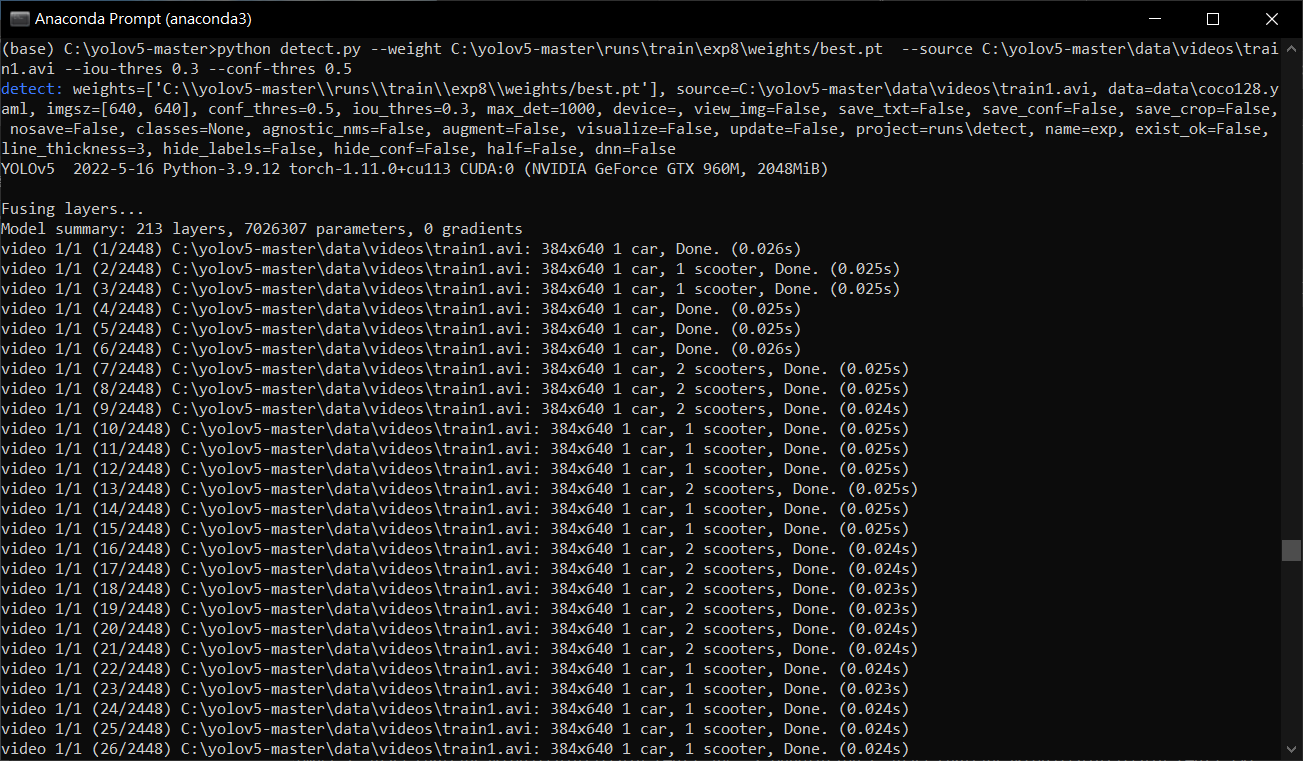 Anaconda Prompt (anaconda3)
(base) C:\yolov5-master>python detect.py --weight C:\yolov5-master\runs\train\exp8\weights/best.pt  --source C:\yolov5-master\data\videos\trai
n1.avi --iou-thres 0.3 --conf-thres 0.5
detect: weights=['C:\\yolov5-master\\runs\\train\\exp8\\weights/best.pt'], source=C:\yolov5-master\data\videos\train1.avi, data=data\coco128.y
aml, imgsz=[640, 640], conf_thres=0.5, iou_thres=0.3, max_det=1000, device=, view_img=False, save_txt=False, save_conf=False, save_crop=False,
 nosave=False, classes=None, agnostic_nms=False, augment=False, visualize=False, update=False, project=runs\detect, name=exp, exist_ok=False,
line_thickness=3, hide_labels=False, hide_conf=False, half=False, dnn=False
YOLOv5  2022-5-16 Python-3.9.12 torch-1.11.0+cu113 CUDA:0 (NVIDIA GeForce GTX 960M, 2048MiB)
Fusing layers...
Model summary: 213 layers, 7026307 parameters, 0 gradients
video 1/1 (1/2448) C:\yolov5-master\data\videos\train1.avi: 384x640 1 car, Done. (0.026s)
video 1/1 (2/2448) C:\yolov5-master\data\videos\train1.avi: 384x640 1 car, 1 scooter, Done. (0.025s)
video 1/1 (3/2448) C:\yolov5-master\data\videos\train1.avi: 384x640 1 car, 1 scooter, Done. (0.025s)
video 1/1 (4/2448) C:\yolov5-master\data\videos\train1.avi: 384x640 1 car, Done. (0.025s)
video 1/1 (5/2448) C:\yolov5-master\data\videos\train1.avi: 384x640 1 car, Done. (0.025s)
video 1/1 (6/2448) C:\yolov5-master\data\videos\train1.avi: 384x640 1 car, Done. (0.026s)
video 1/1 (7/2448) C:\yolov5-master\data\videos\train1.avi: 384x640 1 car, 2 scooters, Done. (0.025s)
video 1/1 (8/2448) C:\yolov5-master\data\videos\train1.avi: 384x640 1 car, 2 scooters, Done. (0.025s)
video 1/1 (9/2448) C:\yolov5-master\data\videos\train1.avi: 384x640 1 car, 2 scooters, Done. (0.024s)
video 1/1 (10/2448) C:\yolov5-master\data\videos\train1.avi: 384x640 1 car, 1 scooter, Done. (0.025s)
video 1/1 (11/2448) C:\yolov5-master\data\videos\train1.avi: 384x640 1 car, 1 scooter, Done. (0.025s)
video 1/1 (12/2448) C:\yolov5-master\data\videos\train1.avi: 384x640 1 car, 1 scooter, Done. (0.025s)
video 1/1 (13/2448) C:\yolov5-master\data\videos\train1.avi: 384x640 1 car, 2 scooters, Done. (0.025s)
video 1/1 (14/2448) C:\yolov5-master\data\videos\train1.avi: 384x640 1 car, 1 scooter, Done. (0.025s)
video 1/1 (15/2448) C:\yolov5-master\data\videos\train1.avi: 384x640 1 car, 1 scooter, Done. (0.025s)
video 1/1 (16/2448) C:\yolov5-master\data\videos\train1.avi: 384x640 1 car, 2 scooters, Done. (0.024s)
video 1/1 (17/2448) C:\yolov5-master\data\videos\train1.avi: 384x640 1 car, 2 scooters, Done. (0.024s)
video 1/1 (18/2448) C:\yolov5-master\data\videos\train1.avi: 384x640 1 car, 2 scooters, Done. (0.023s)
video 1/1 (19/2448) C:\yolov5-master\data\videos\train1.avi: 384x640 1 car, 2 scooters, Done. (0.023s)
video 1/1 (20/2448) C:\yolov5-master\data\videos\train1.avi: 384x640 1 car, 2 scooters, Done. (0.024s)
video 1/1 (21/2448) C:\yolov5-master\data\videos\train1.avi: 384x640 1 car, 2 scooters, Done. (0.024s)
video 1/1 (22/2448) C:\yolov5-master\data\videos\train1.avi: 384x640 1 car, 1 scooter, Done. (0.024s)
video 1/1 (23/2448) C:\yolov5-master\data\videos\train1.avi: 384x640 1 car, 1 scooter, Done. (0.023s)
video 1/1 (24/2448) C:\yolov5-master\data\videos\train1.avi: 384x640 1 car, 1 scooter, Done. (0.024s)
video 1/1 (25/2448) C:\yolov5-master\data\videos\train1.avi: 384x640 1 car, 1 scooter, Done. (0.024s)
video 1/1 (26/2448) C:\yolov5-master\data\videos\train1.avi: 384x640 1 car, 1 scooter, Done. (0.024s)